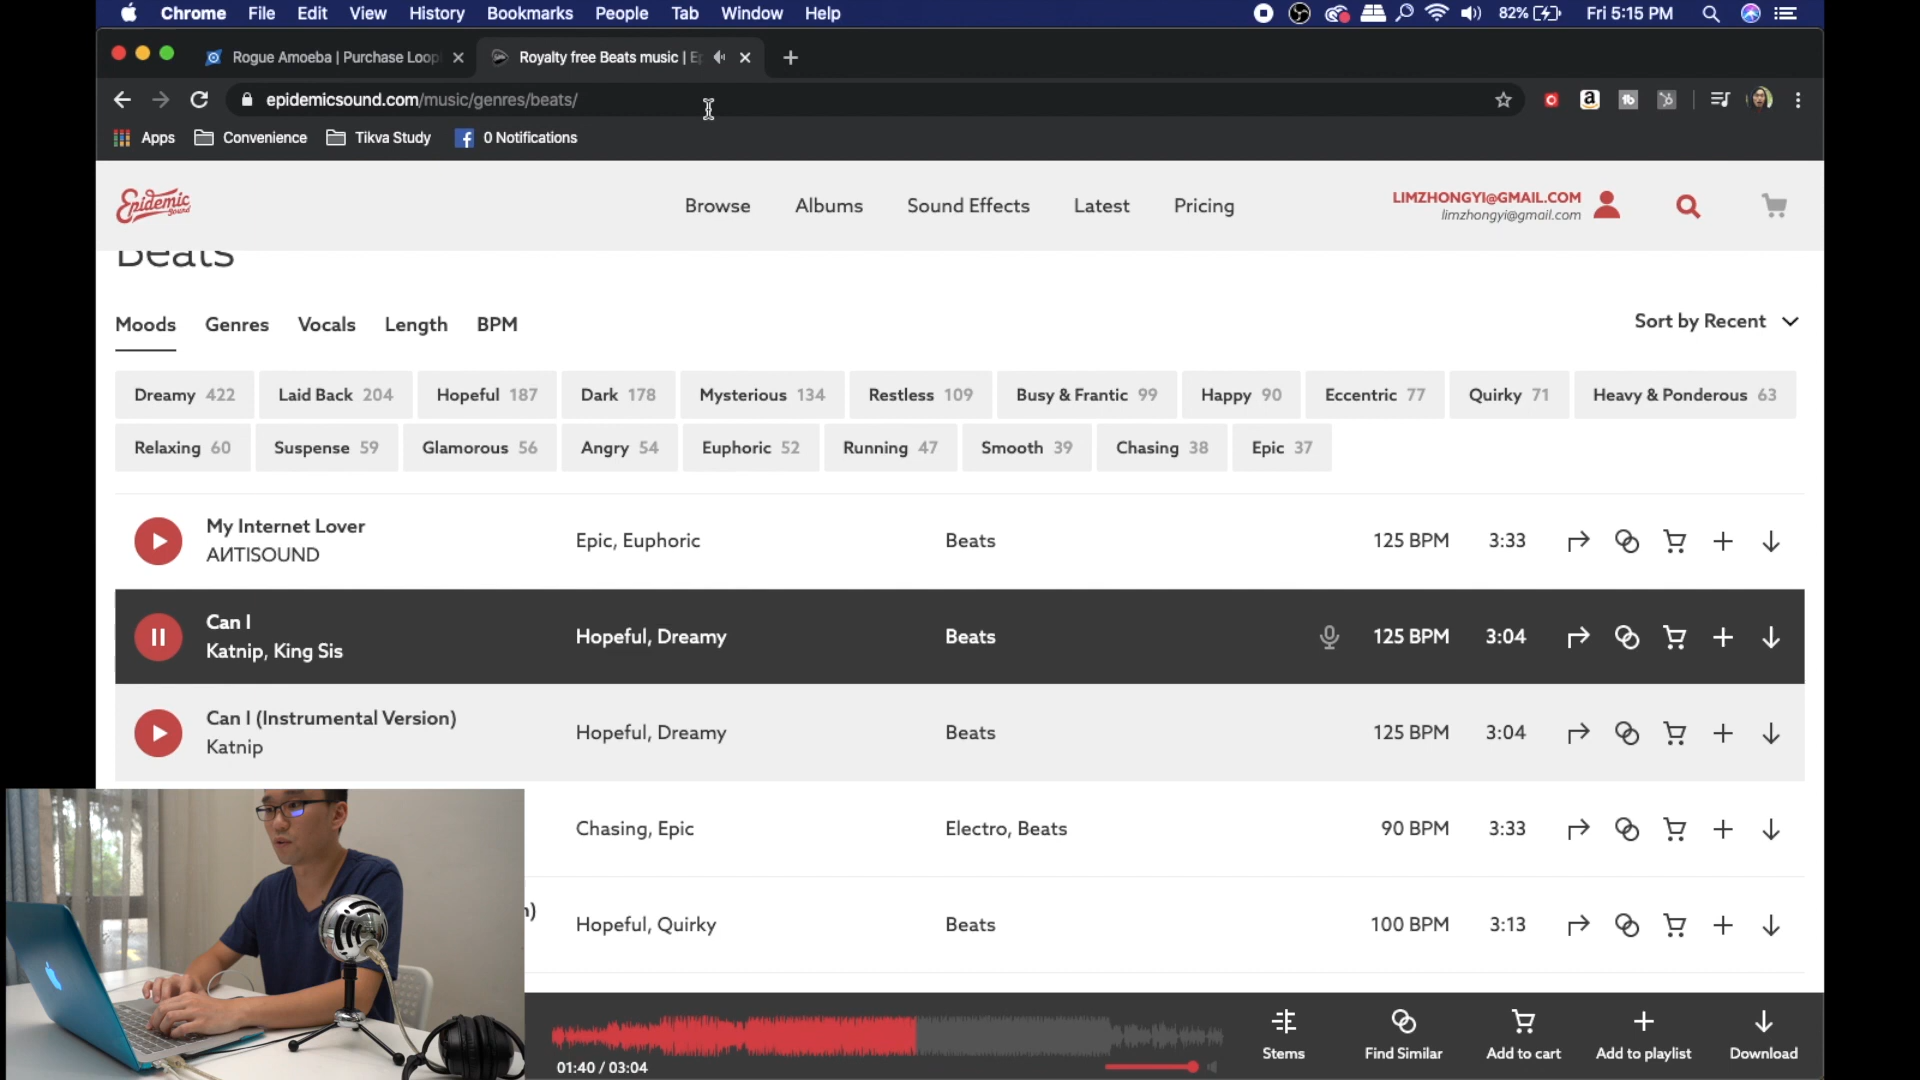 Chrome File Edit View History Bookmarks People Tab Window Help 82% Fri 5:15 PM
Rogue Amoeba | Purchase Loop Royalty free Beats music | Ep
epidemicsound.com/music/genres/beats/
Apps Convenience Tikva Study 0 Notifications
Epidemic Sound Browse Albums Sound Effects Latest Pricing LIMZHONGYI@GMAIL.COM
limzhongyi@gmail.com
Beats
Moods Genres Vocals Length BPM Sort by Recent
Dreamy 422 Laid Back 204 Hopeful 187 Dark 178 Mysterious 134 Restless 109 Busy & Frantic 99 Happy 90 Eccentric 77 Quirky 71 Heavy & Ponderous 63
Relaxing 60 Suspense 59 Glamorous 56 Angry 54 Euphoric 52 Running 47 Smooth 39 Chasing 38 Epic 37
My Internet Lover
AИTISOUND
Epic, Euphoric Beats 125 BPM 3:33
Can I
Katnip, King Sis
Hopeful, Dreamy Beats 125 BPM 3:04
Can I (Instrumental Version)
Katnip
Hopeful, Dreamy Beats 125 BPM 3:04
Chasing, Epic Electro, Beats 90 BPM 3:33
Hopeful, Quirky Beats 100 BPM 3:13
01:40 / 03:04
Stems Find Similar Add to cart Add to playlist Download